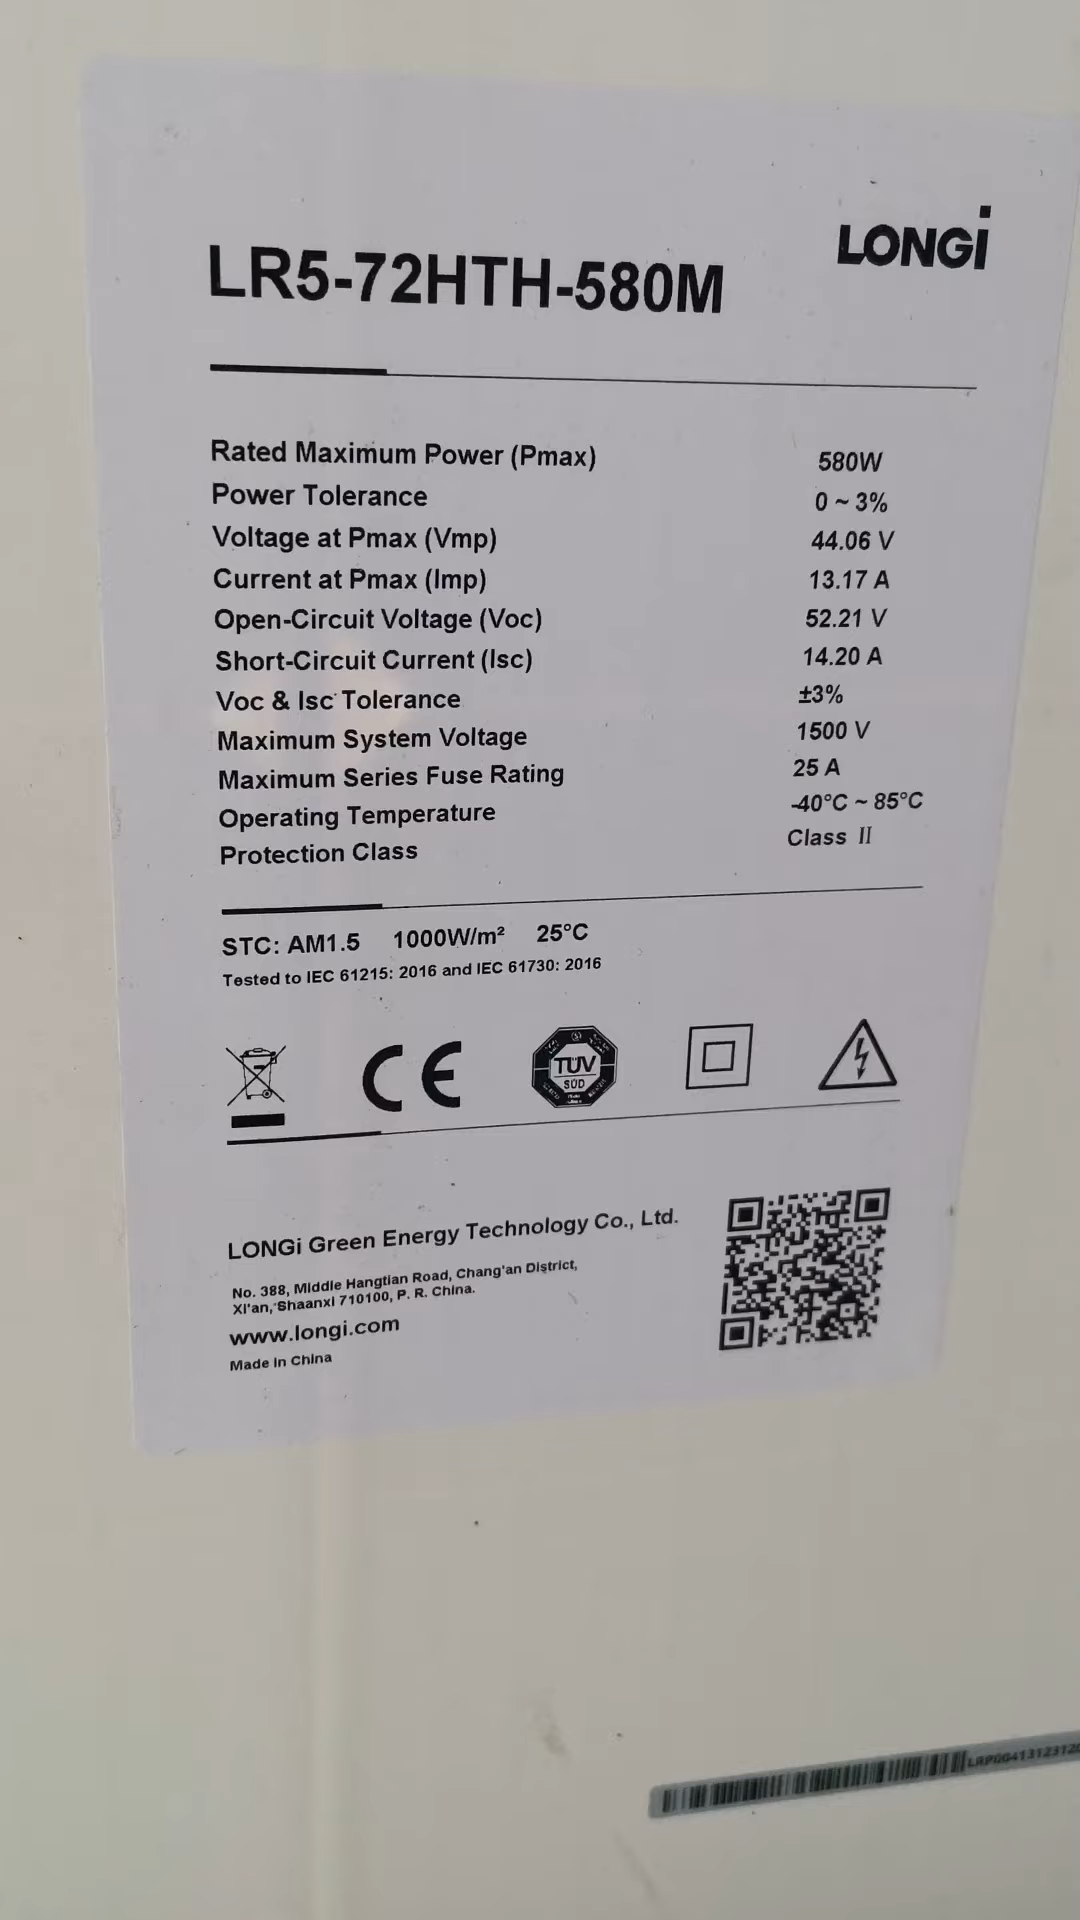 LONGi
LR5-72HTH-580M
Rated Maximum Power (Pmax) 580W
Power Tolerance 0 ~ 3%
Voltage at Pmax (Vmp) 44.06 V
Current at Pmax (Imp) 13.17 A
Open-Circuit Voltage (Voc) 52.21 V
Short-Circuit Current (Isc) 14.20 A
Voc & Isc Tolerance ±3%
Maximum System Voltage 1500 V
Maximum Series Fuse Rating 25 A
Operating Temperature -40°C ~ 85°C
Protection Class Class II
STC: AM1.5 1000W/m² 25°C
Tested to IEC 61215: 2016 and IEC 61730: 2016
CE
TÜV
SÜD
LONGi Green Energy Technology Co., Ltd.
No. 388, Middle Hangtian Road, Chang'an District,
Xi'an, Shaanxi 710100, P. R. China.
www.longi.com
Made in China